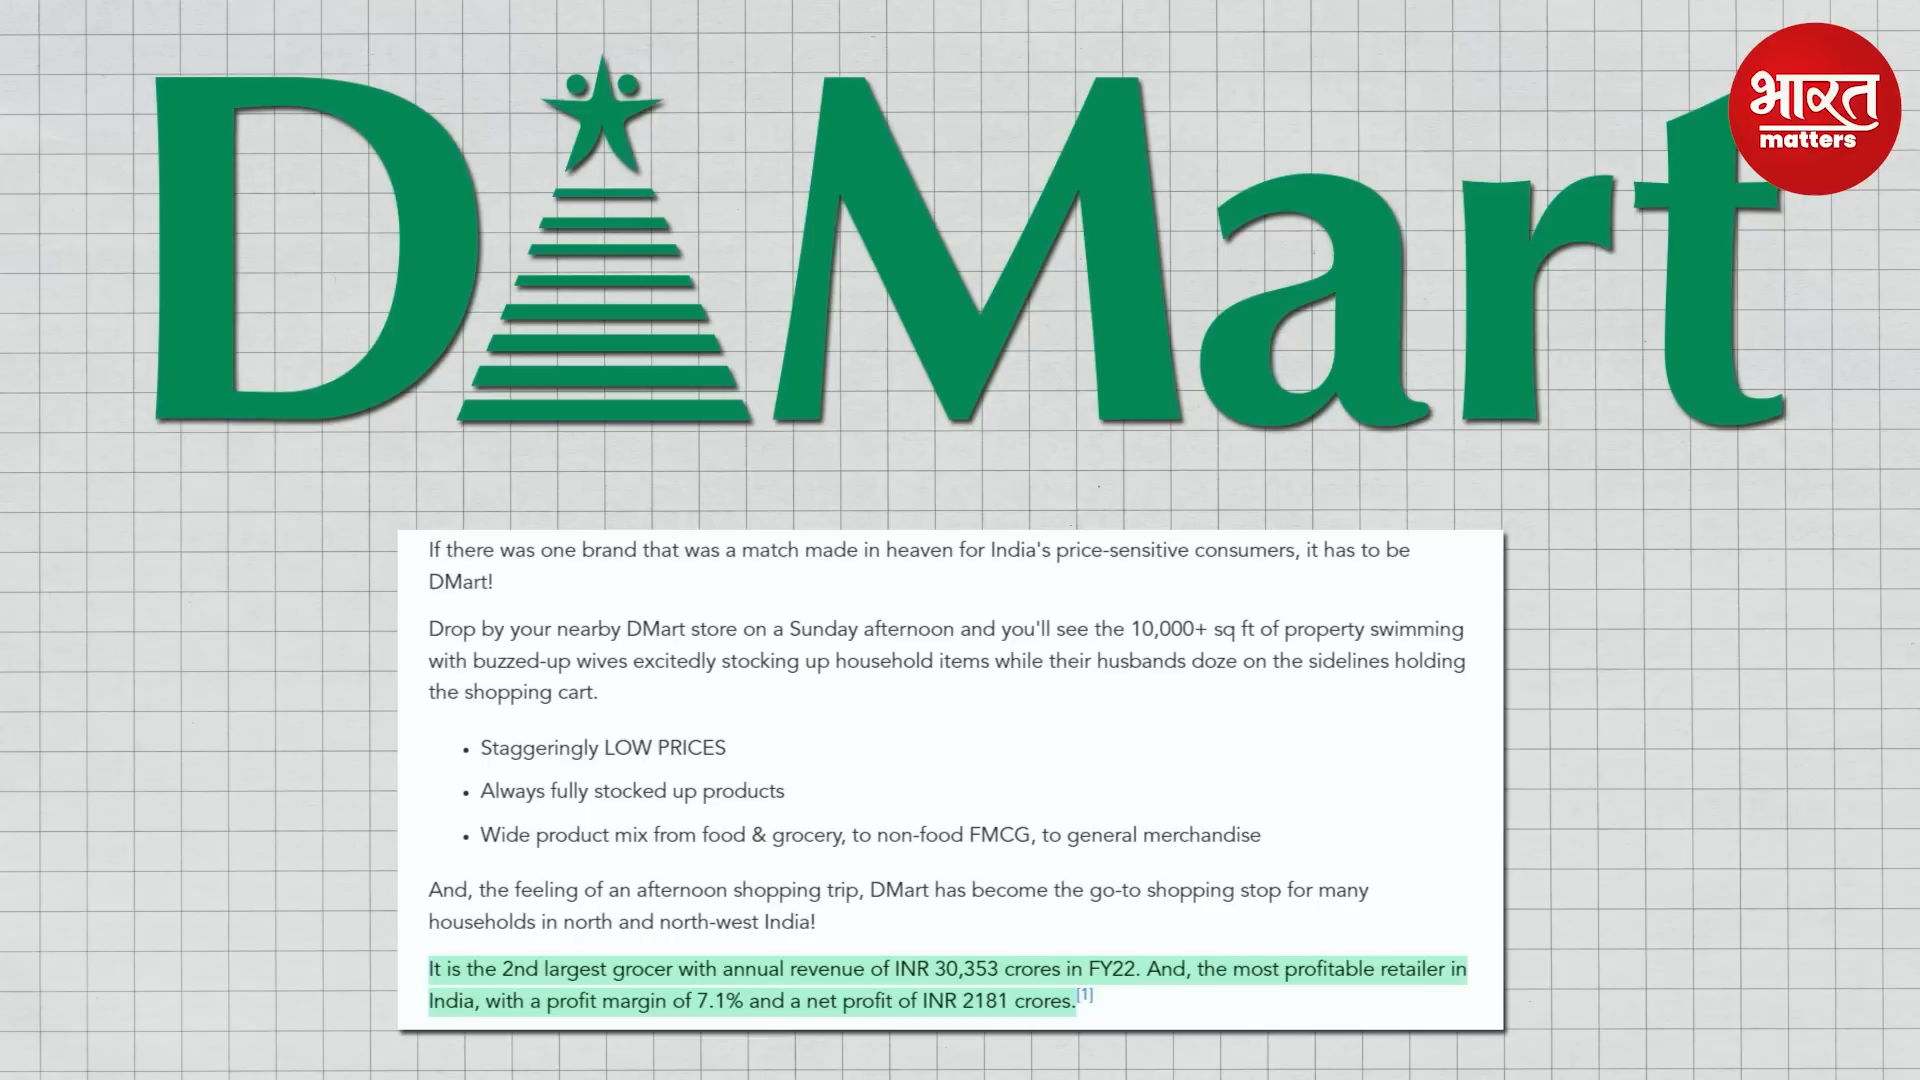 DMart
भारत
matters
If there was one brand that was a match made in heaven for India's price-sensitive consumers, it has to be
DMart!
Drop by your nearby DMart store on a Sunday afternoon and you'll see the 10,000+ sq ft of property swimming
with buzzed-up wives excitedly stocking up household items while their husbands doze on the sidelines holding
the shopping cart.
• Staggeringly LOW PRICES
• Always fully stocked up products
• Wide product mix from food & grocery, to non-food FMCG, to general merchandise
And, the feeling of an afternoon shopping trip, DMart has become the go-to shopping stop for many
households in north and north-west India!
It is the 2nd largest grocer with annual revenue of INR 30,353 crores in FY22. And, the most profitable retailer in
India, with a profit margin of 7.1% and a net profit of INR 2181 crores.[1]